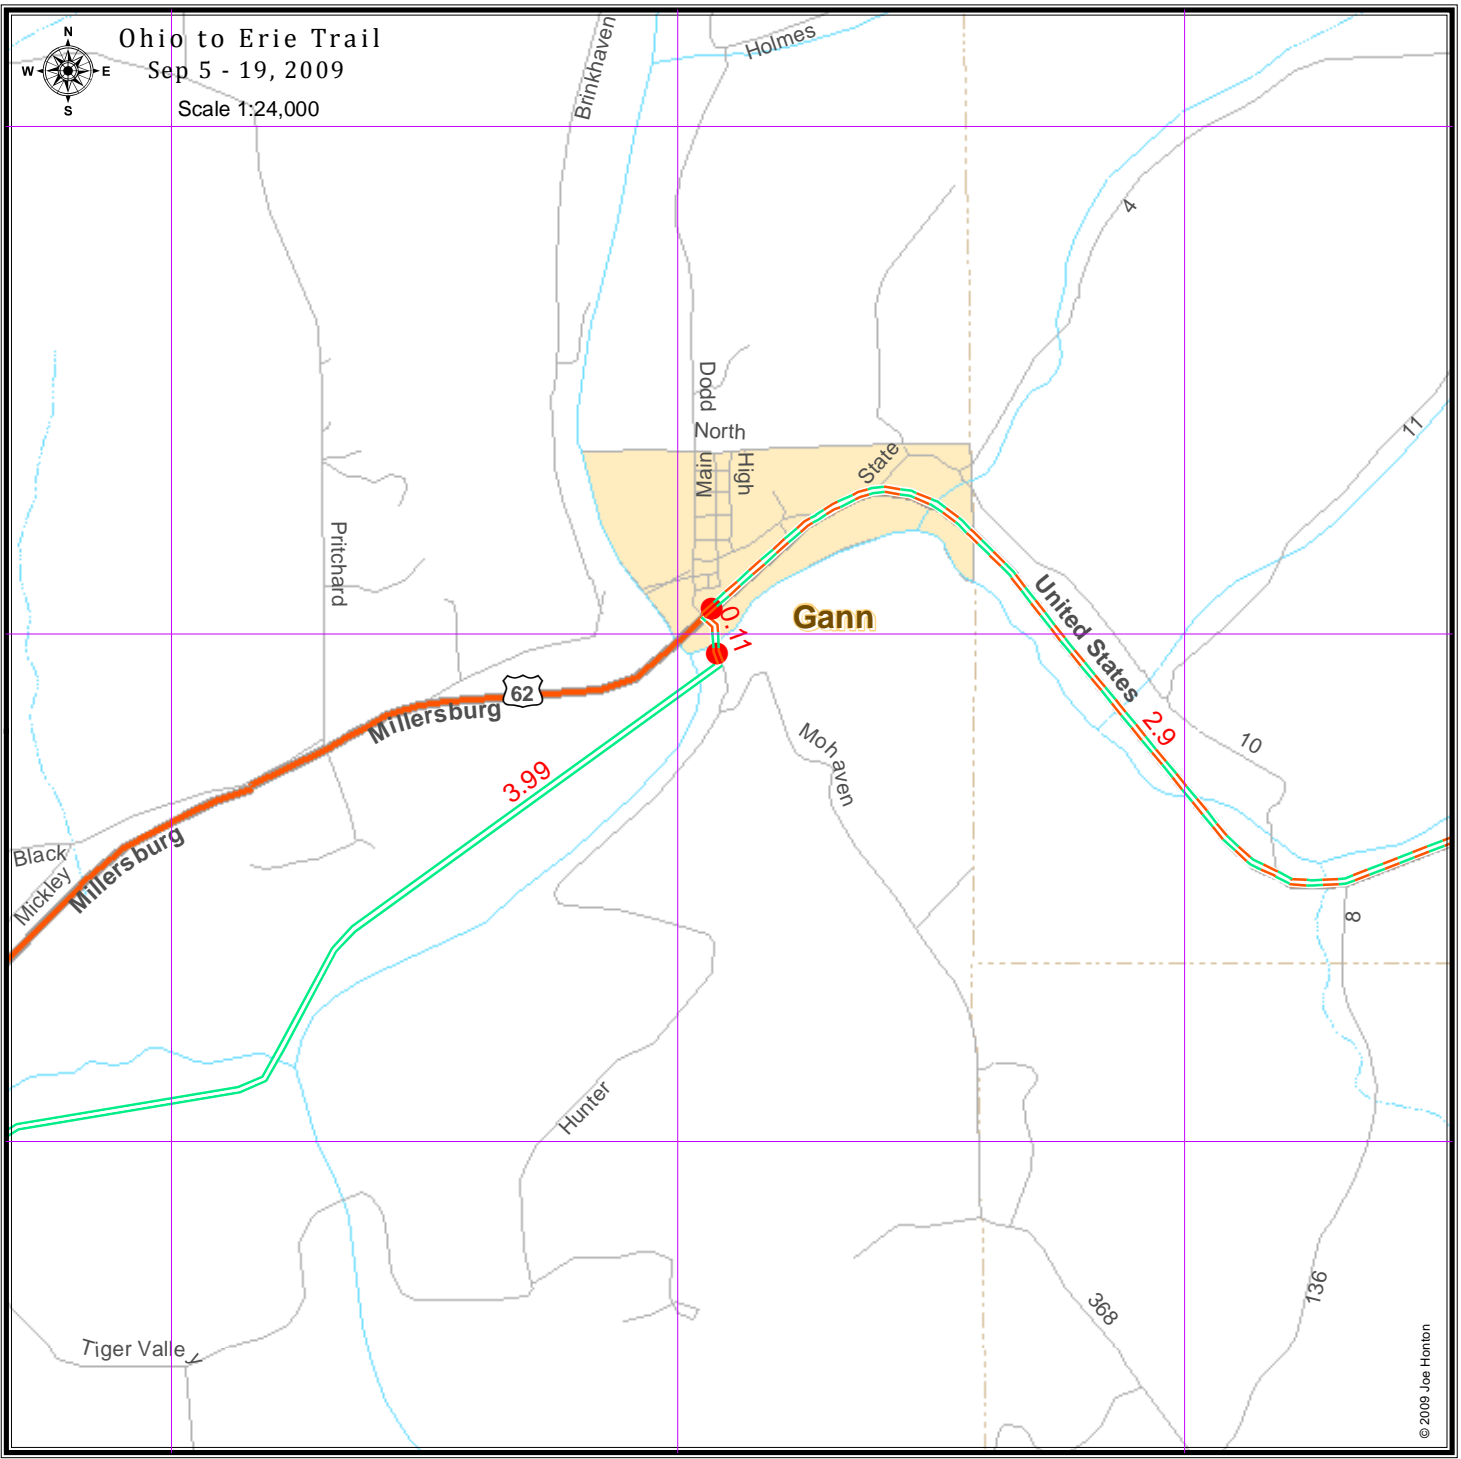 Ohio to Erie Trail
Sep 5 - 19, 2009
Scale 1:24,000
N
W
E
S
Brinkhaven
Holmes
4
Dodd
North
Main
High
State
11
Pritchard
Gann
0.11
United States
62
Millersburg
Mohaven
2.9
10
3.99
Black
Mickley
Millersburg
8
Hunter
Tiger Valley
368
136
© 2009 Joe Honton